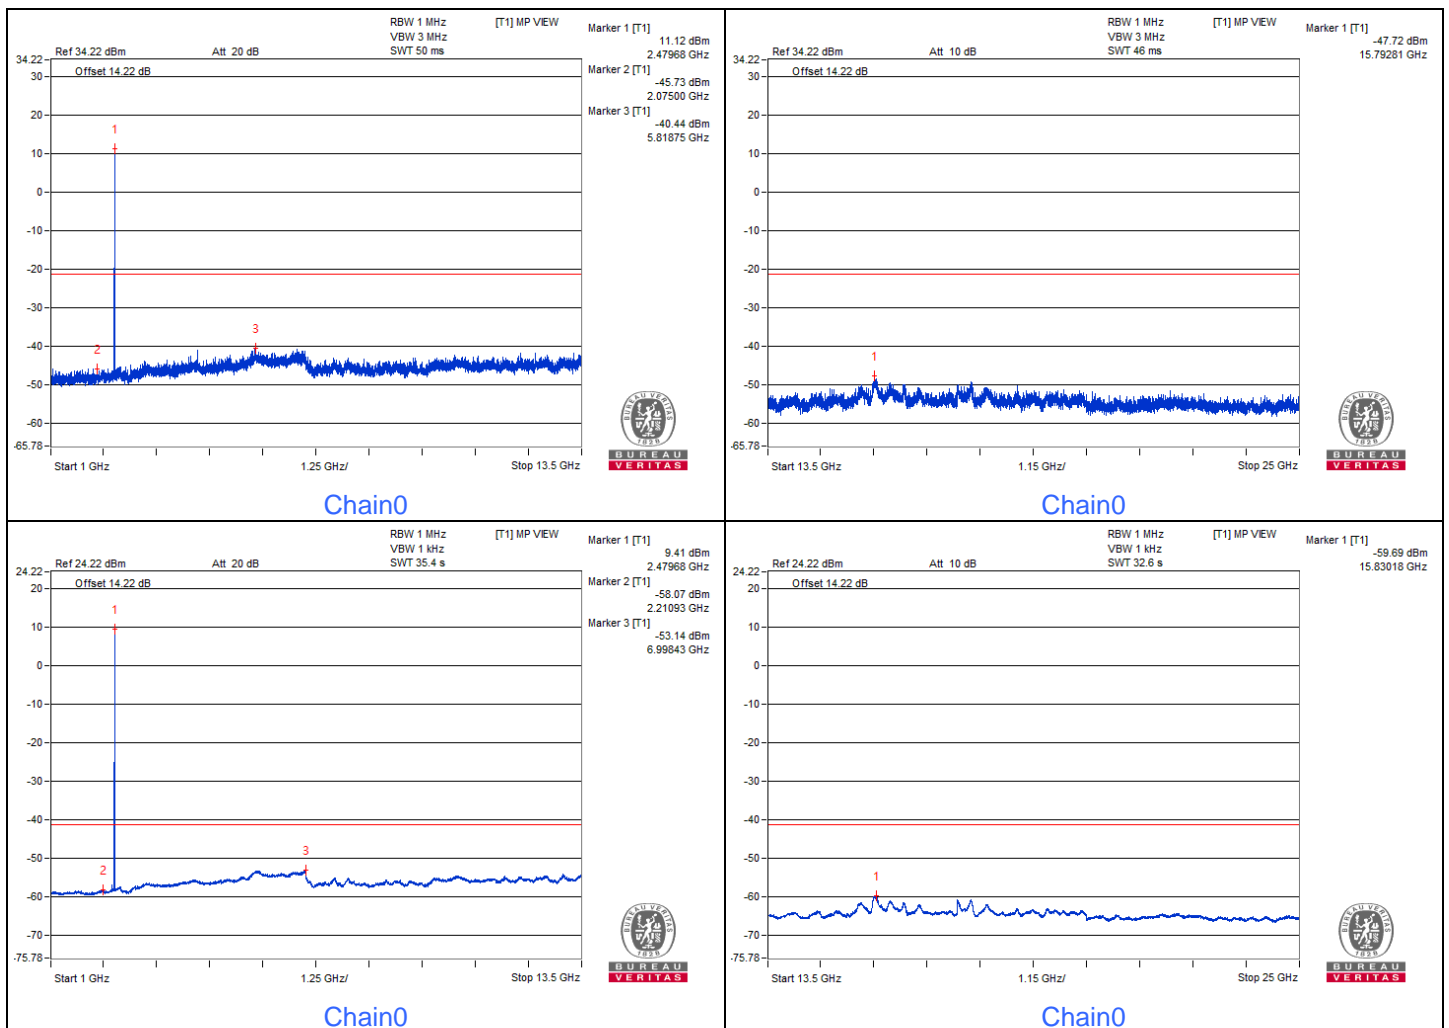 RBW 1 MHz
VBW 3 MHz
SWT 50 ms
[T1] MP VIEW
Ref 34.22 dBm
Att 20 dB
Offset 14.22 dB
Marker 1 [T1]
11.12 dBm
2.47968 GHz
Marker 2 [T1]
-45.73 dBm
2.07500 GHz
Marker 3 [T1]
-40.44 dBm
5.81875 GHz
34.22
30
20
10
0
-10
-20
-30
-40
-50
-60
-65.78
1
2
3
Start 1 GHz
1.25 GHz/
Stop 13.5 GHz
BUREAU VERITAS
1828
BUREAU
VERITAS
Chain0
RBW 1 MHz
VBW 3 MHz
SWT 46 ms
[T1] MP VIEW
Ref 34.22 dBm
Att 10 dB
Offset 14.22 dB
Marker 1 [T1]
-47.72 dBm
15.79281 GHz
34.22
30
20
10
0
-10
-20
-30
-40
-50
-60
-65.78
1
Start 13.5 GHz
1.15 GHz/
Stop 25 GHz
BUREAU VERITAS
1828
BUREAU
VERITAS
Chain0
RBW 1 MHz
VBW 1 kHz
SWT 35.4 s
[T1] MP VIEW
Ref 24.22 dBm
Att 20 dB
Offset 14.22 dB
Marker 1 [T1]
9.41 dBm
2.47968 GHz
Marker 2 [T1]
-58.07 dBm
2.21093 GHz
Marker 3 [T1]
-53.14 dBm
6.99843 GHz
24.22
20
10
0
-10
-20
-30
-40
-50
-60
-70
-75.78
1
2
3
Start 1 GHz
1.25 GHz/
Stop 13.5 GHz
BUREAU VERITAS
1828
BUREAU
VERITAS
Chain0
RBW 1 MHz
VBW 1 kHz
SWT 32.6 s
[T1] MP VIEW
Ref 24.22 dBm
Att 10 dB
Offset 14.22 dB
Marker 1 [T1]
-59.69 dBm
15.83018 GHz
24.22
20
10
0
-10
-20
-30
-40
-50
-60
-70
-75.78
1
Start 13.5 GHz
1.15 GHz/
Stop 25 GHz
BUREAU VERITAS
1828
BUREAU
VERITAS
Chain0